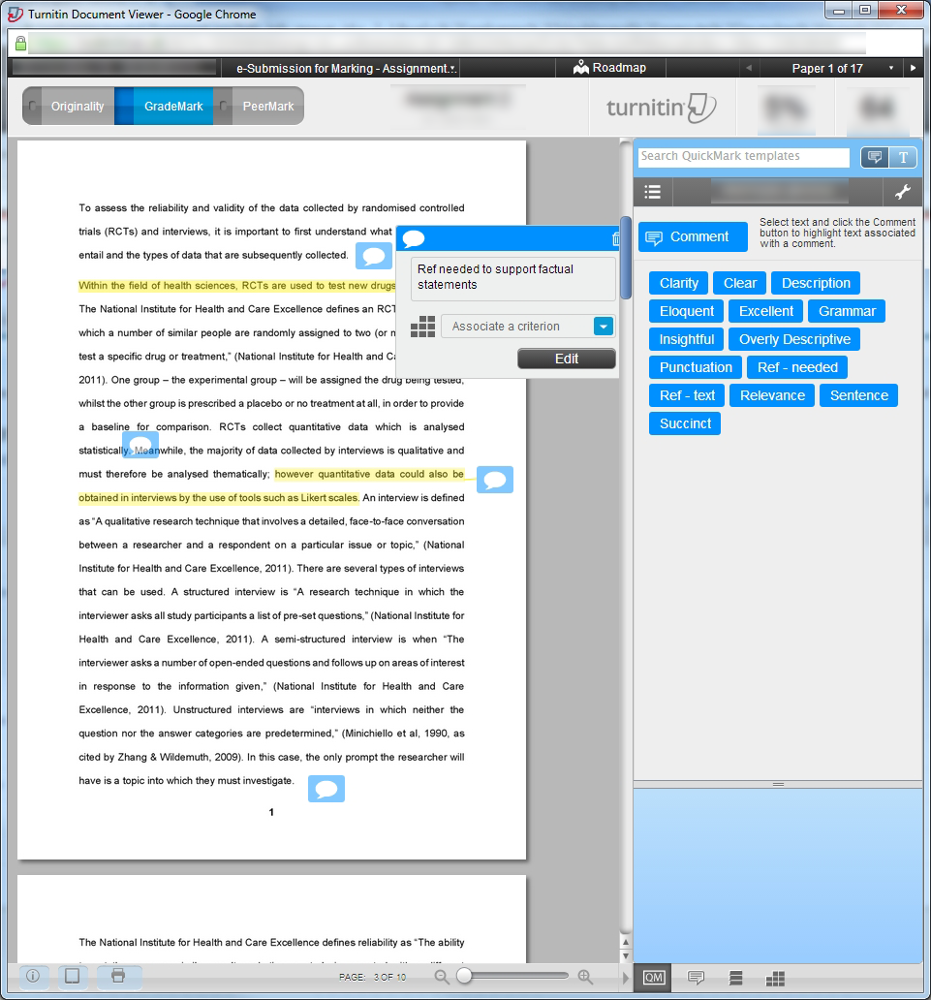 Turnitin Document Viewer - Google Chrome
e-Submission for Marking - Assignment...
Roadmap
Paper 1 of 17
Originality
GradeMark
PeerMark
turnitin
Search QuickMark templates
T
Comment
Select text and click the Comment
button to highlight text associated
with a comment.
Clarity
Clear
Description
Eloquent
Excellent
Grammar
Insightful
Overly Descriptive
Punctuation
Ref - needed
Ref - text
Relevance
Sentence
Succinct
To assess the reliability and validity of the data collected by randomised controlled
trials (RCTs) and interviews, it is important to first understand what
entail and the types of data that are subsequently collected.
Within the field of health sciences, RCTs are used to test new drugs
The National Institute for Health and Care Excellence defines an RCT
which a number of similar people are randomly assigned to two (or
test a specific drug or treatment,” (National Institute for Health and
2011). One group – the experimental group – will be assigned the drug being tested,
whilst the other group is prescribed a placebo or no treatment at all, in order to provide
a baseline for comparison. RCTs collect quantitative data which is analysed
statistically. Meanwhile, the majority of data collected by interviews is qualitative and
must therefore be analysed thematically; however quantitative data could also be
obtained in interviews by the use of tools such as Likert scales. An interview is defined
as “A qualitative research technique that involves a detailed, face-to-face conversation
between a researcher and a respondent on a particular issue or topic,” (National
Institute for Health and Care Excellence, 2011). There are several types of interviews
that can be used. A structured interview is “A research technique in which the
interviewer asks all study participants a list of pre-set questions,” (National Institute for
Health and Care Excellence, 2011). A semi-structured interview is when “The
interviewer asks a number of open-ended questions and follows up on areas of interest
in response to the information given,” (National Institute for Health and Care
Excellence, 2011). Unstructured interviews are “interviews in which neither the
question nor the answer categories are predetermined,” (Minichiello et al, 1990, as
cited by Zhang & Wildemuth, 2009). In this case, the only prompt the researcher will
have is a topic into which they must investigate.
1
Ref needed to support factual
statements
Associate a criterion
Edit
The National Institute for Health and Care Excellence defines reliability as “The ability
PAGE: 3 OF 10
QM